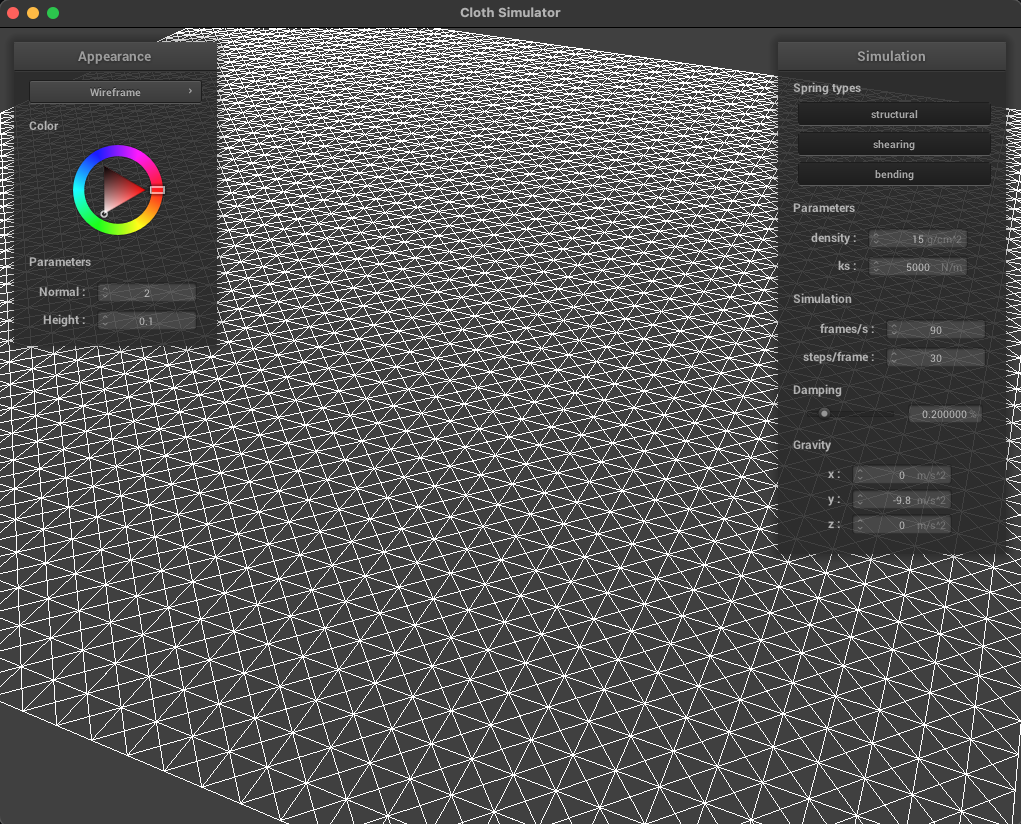 Cloth Simulator
Appearance
Wireframe
Color
Parameters
Normal : 2
Height : 0.1
Simulation
Spring types
structural
shearing
bending
Parameters
density : 15 g/cm^2
ks : 5000 N/m
Simulation
frames/s : 90
steps/frame : 30
Damping
0.200000 %
Gravity
x : 0 m/s^2
y : -9.8 m/s^2
z : 0 m/s^2